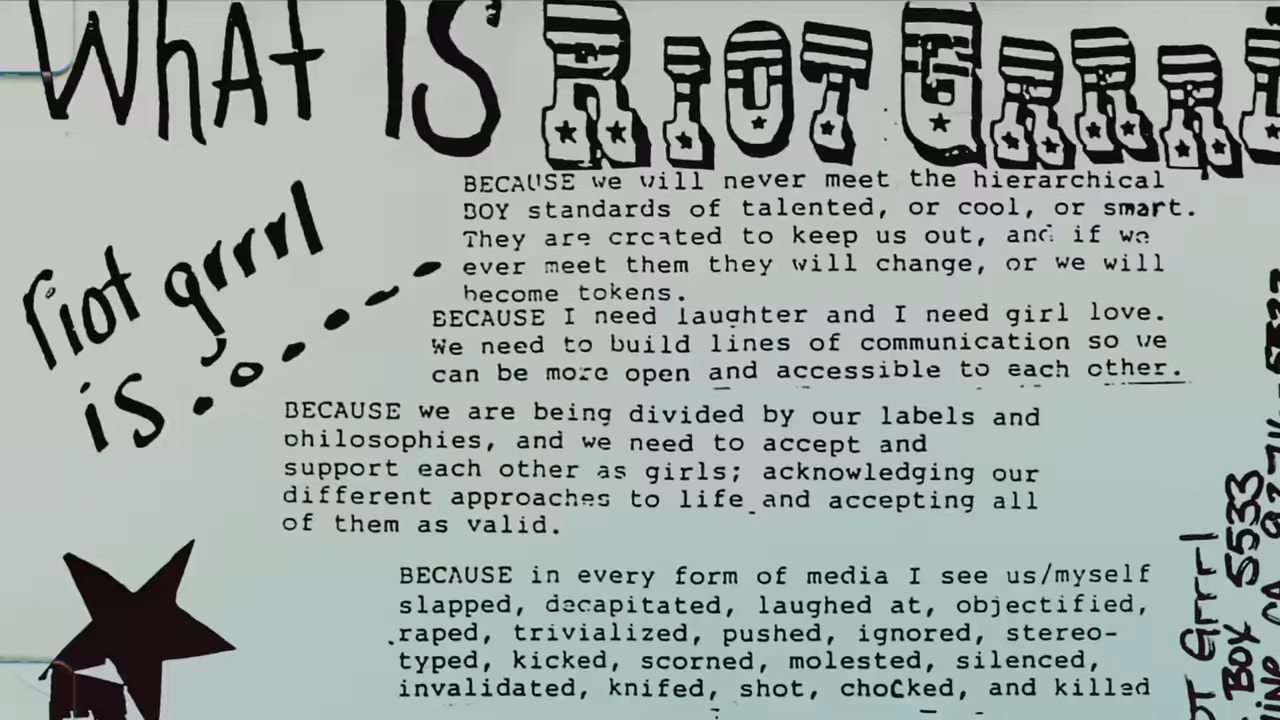 WhAt IS RIOT GRRRL
riot grrrl
is.......
BECAUSE we will never meet the hierarchical
BOY standards of talented, or cool, or smart.
They are created to keep us out, and if we
ever meet them they will change, or we will
become tokens.
BECAUSE I need laughter and I need girl love.
We need to build lines of communication so we
can be more open and accessible to each other.
BECAUSE we are being divided by our labels and
philosophies, and we need to accept and
support each other as girls; acknowledging our
different approaches to life and accepting all
of them as valid.
BECAUSE in every form of media I see us/myself
slapped, decapitated, laughed at, objectified,
raped, trivialized, pushed, ignored, stereo-
typed, kicked, scorned, molested, silenced,
invalidated, knifed, shot, choCked, and killed
OT Grrrl
BOX 5533
CA